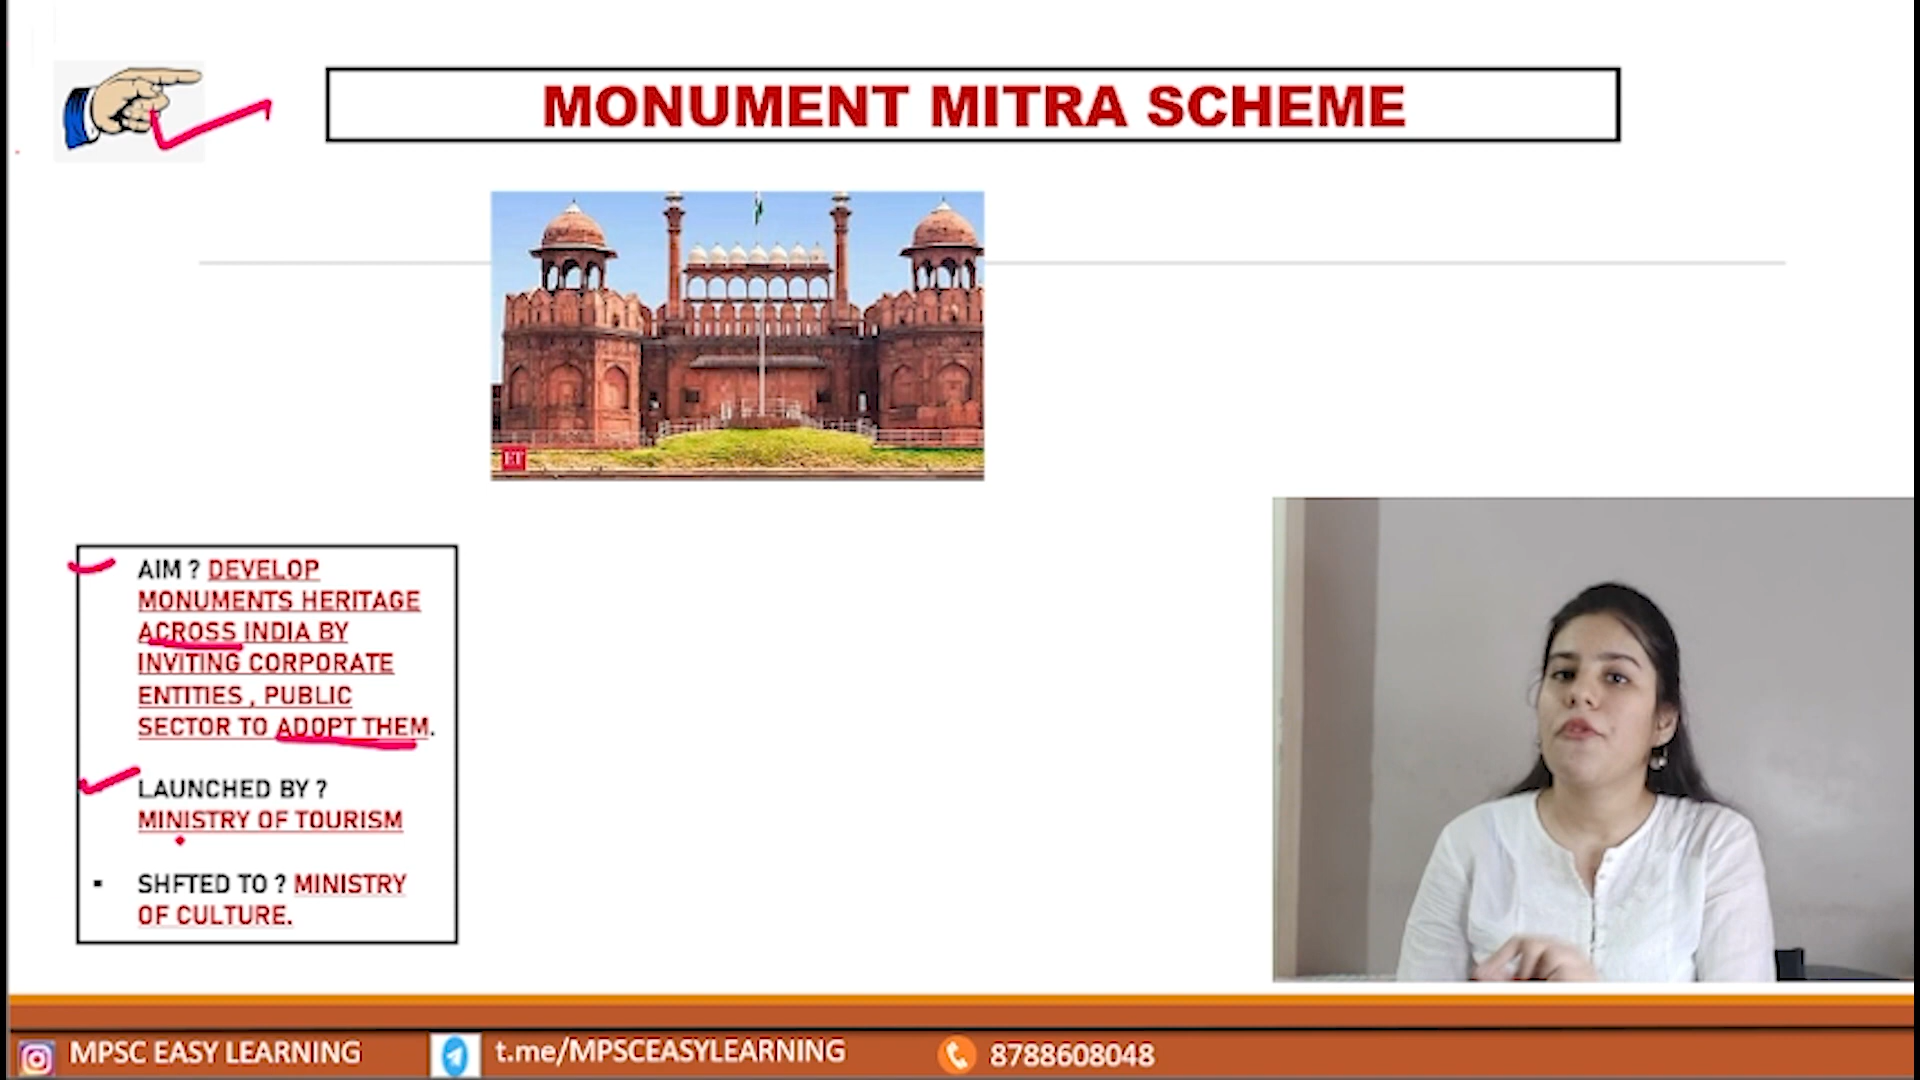 MONUMENT MITRA SCHEME
ET
AIM ? DEVELOP
MONUMENTS HERITAGE
ACROSS INDIA BY
INVITING CORPORATE
ENTITIES , PUBLIC
SECTOR TO ADOPT THEM.
LAUNCHED BY ?
MINISTRY OF TOURISM
SHFTED TO ? MINISTRY
OF CULTURE.
MPSC EASY LEARNING
t.me/MPSCEASYLEARNING
8788608048